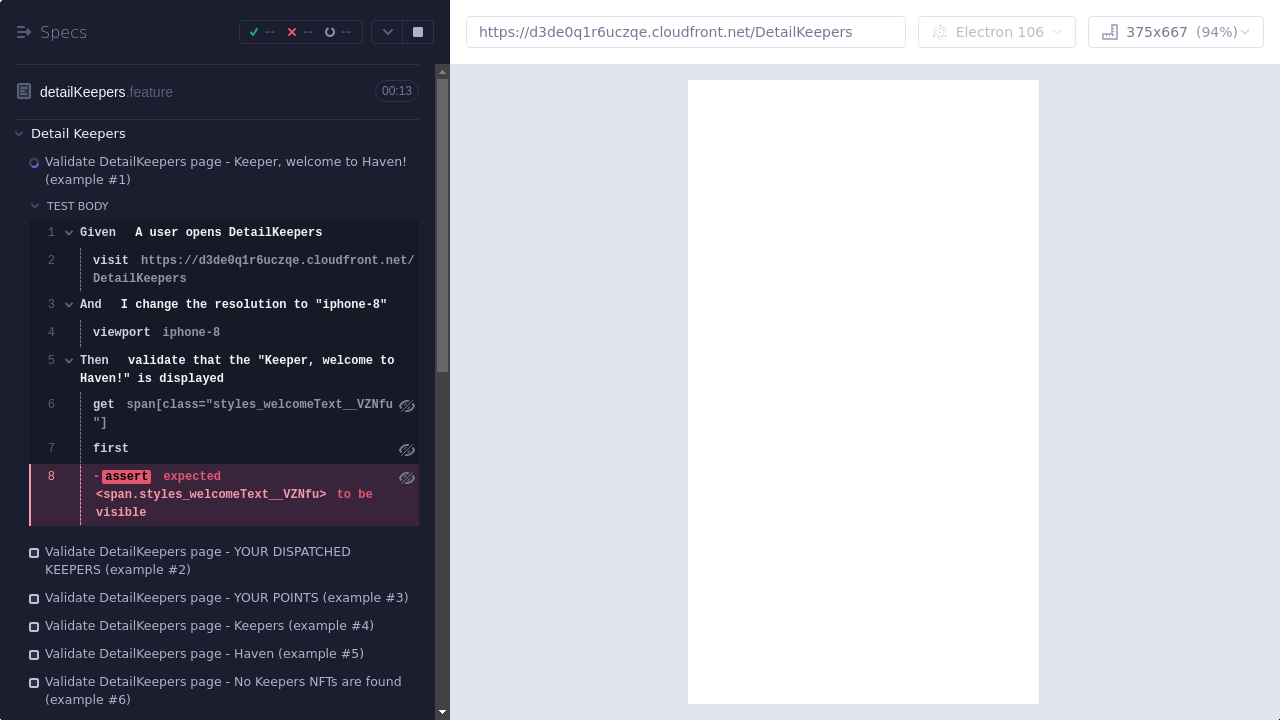 Specs
-- -- --
detailKeepers.feature 00:13
Detail Keepers
Validate DetailKeepers page - Keeper, welcome to Haven!
(example #1)
TEST BODY
1 Given A user opens DetailKeepers
2 visit https://d3de0q1r6uczqe.cloudfront.net/
DetailKeepers
3 And I change the resolution to "iphone-8"
4 viewport iphone-8
5 Then validate that the "Keeper, welcome to
Haven!" is displayed
6 get span[class="styles_welcomeText__VZNfu
"]
7 first
8 -assert expected
<span.styles_welcomeText__VZNfu> to be
visible
Validate DetailKeepers page - YOUR DISPATCHED
KEEPERS (example #2)
Validate DetailKeepers page - YOUR POINTS (example #3)
Validate DetailKeepers page - Keepers (example #4)
Validate DetailKeepers page - Haven (example #5)
Validate DetailKeepers page - No Keepers NFTs are found
(example #6)
https://d3de0q1r6uczqe.cloudfront.net/DetailKeepers
Electron 106
375x667 (94%)